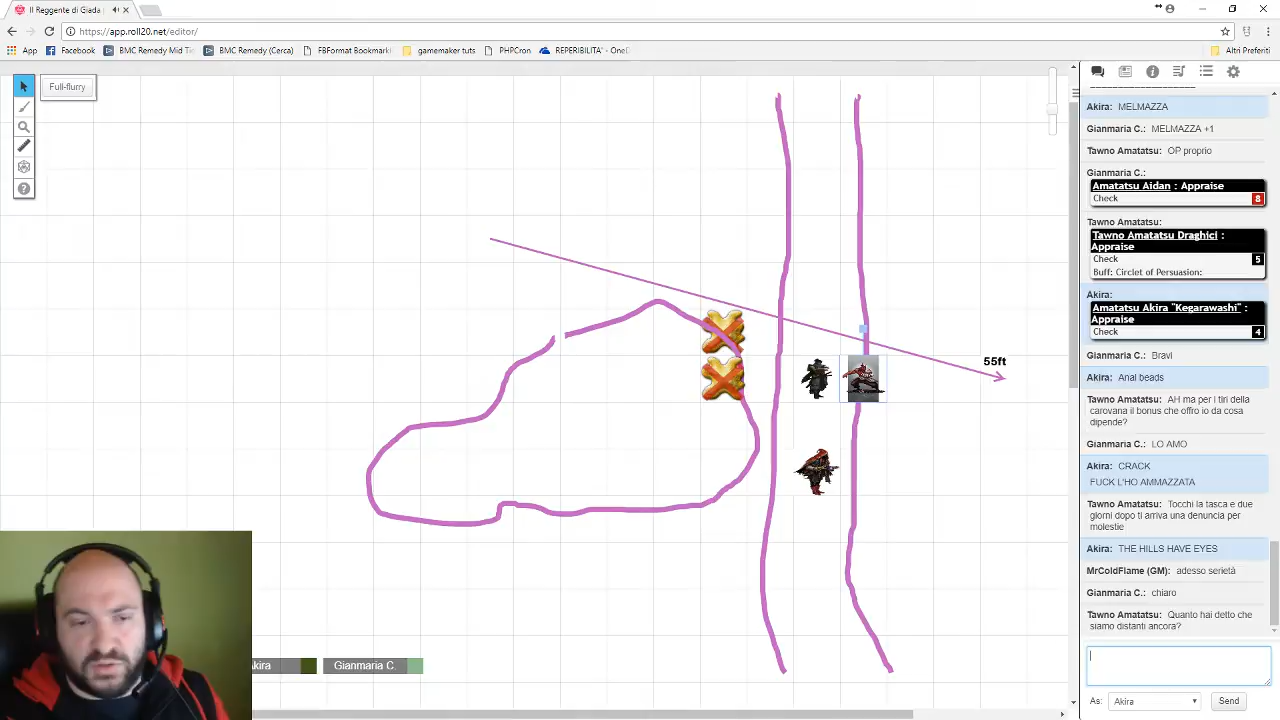 Il Reggente di Giada
https://app.roll20.net/editor/
App
Facebook
BMC Remedy Mid Tie
BMC Remedy (Cerca)
FBFormat Bookmarkl
gamemaker tuts
PHPCron
REPERIBILITA' - OneD
Altri Preferiti
Full-flurry
55ft
Akira: MELMAZZA
Gianmaria C.: MELMAZZA +1
Tawno Amatatsu: OP proprio
Gianmaria C.:
Amatatsu Aidan : Appraise
Check 8
Tawno Amatatsu:
Tawno Amatatsu Draghici :
Appraise
Check 5
Buff: Circlet of Persuasion:
Akira:
Amatatsu Akira "Kegarawashi" :
Appraise
Check 4
Gianmaria C.: Bravi
Akira: Anal beads
Tawno Amatatsu: AH ma per i tiri della
carovana il bonus che offro io da cosa
dipende?
Gianmaria C.: LO AMO
Akira: CRACK
FUCK L'HO AMMAZZATA
Tawno Amatatsu: Tocchi la tasca e due
giorni dopo ti arriva una denuncia per
molestie
Akira: THE HILLS HAVE EYES
MrColdFlame (GM): adesso serietà
Gianmaria C.: chiaro
Tawno Amatatsu: Quanto hai detto che
siamo distanti ancora?
As: Akira Send
kira
Gianmaria C.